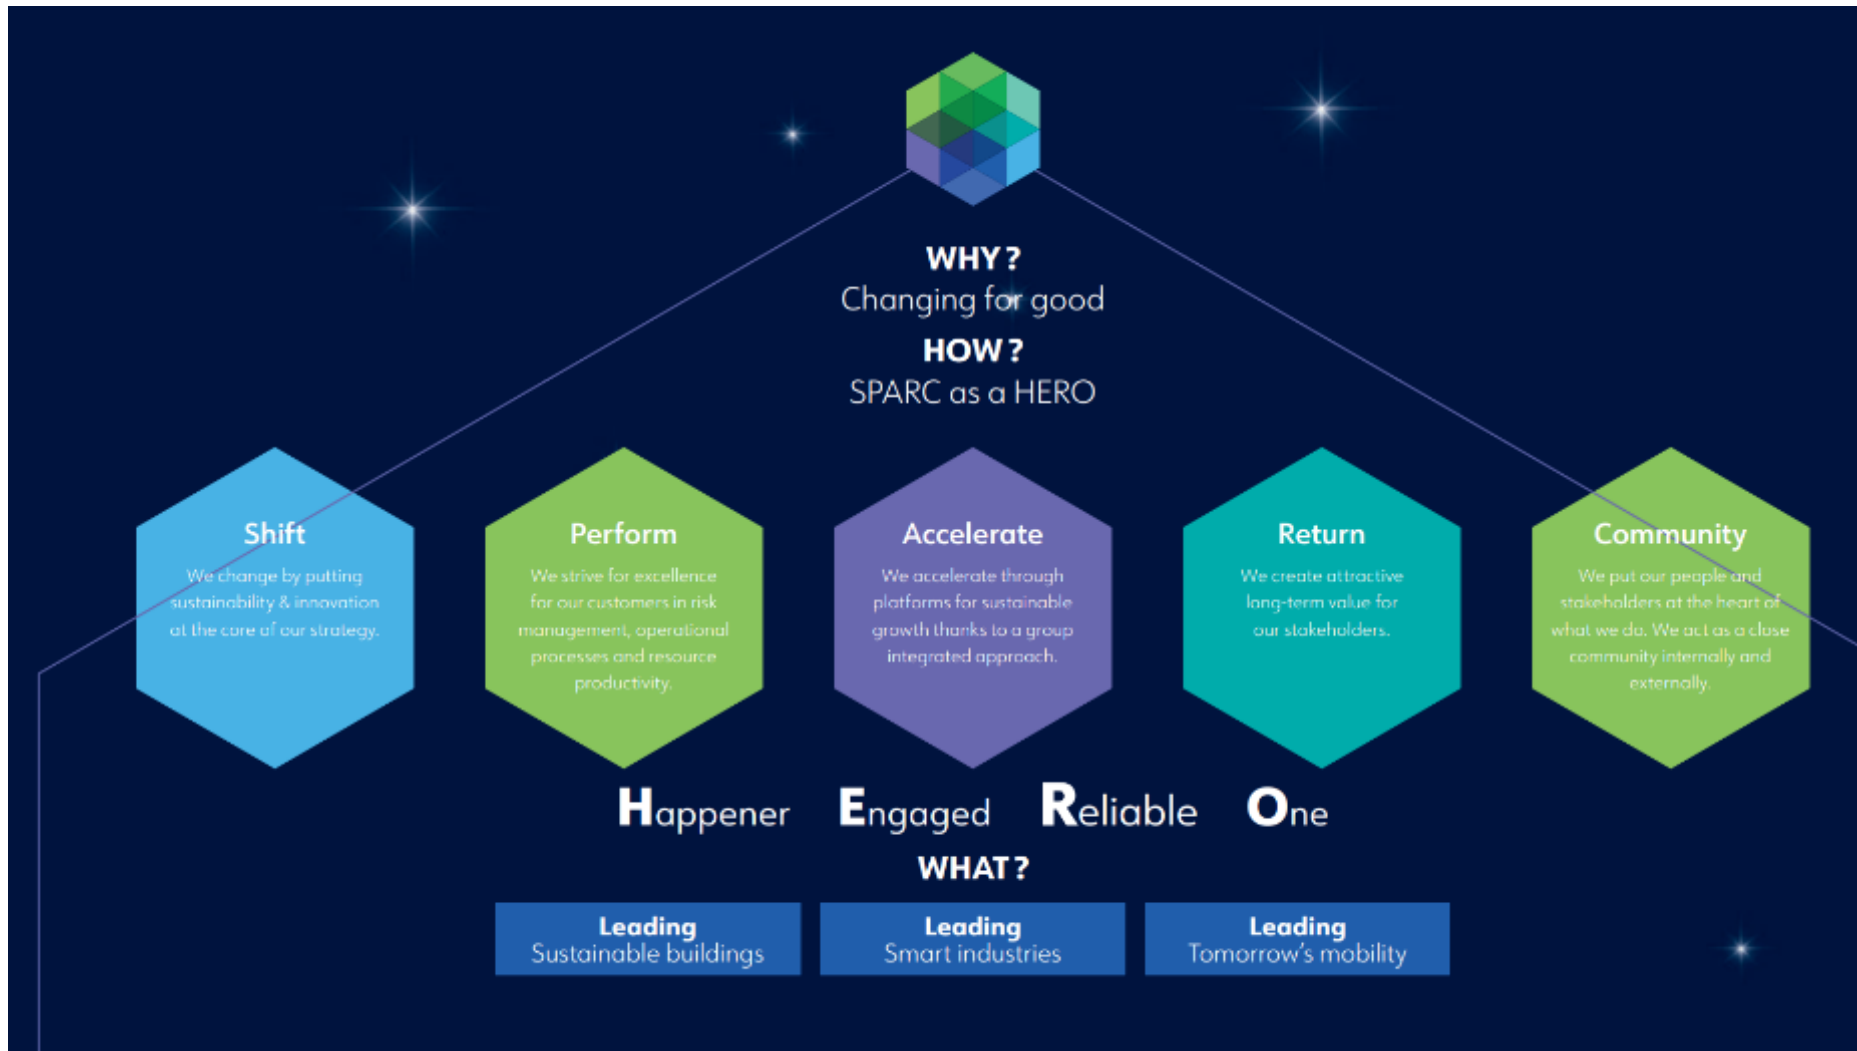 WHY?
Changing for good
HOW?
SPARC as a HERO
Shift
We change by putting
sustainability & innovation
at the core of our strategy.
Perform
We strive for excellence
for our customers in risk
management, operational
processes and resource
productivity.
Accelerate
We accelerate through
platforms for sustainable
growth thanks to a group
integrated approach.
Return
We create attractive
long-term value for
our stakeholders.
Community
We put our people and
stakeholders at the heart of
what we do. We act as a close
community internally and
externally.
Happener Engaged Reliable One
WHAT?
Leading
Sustainable buildings
Leading
Smart industries
Leading
Tomorrow's mobility